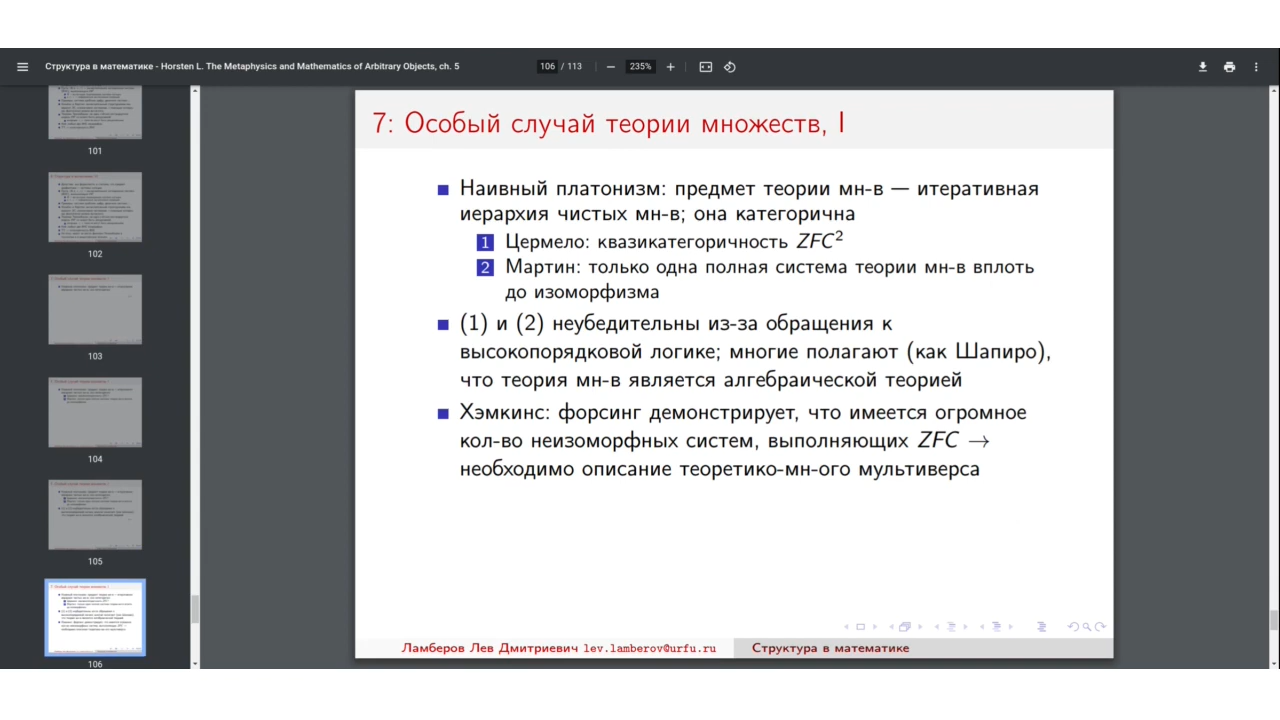 Структура в математике - Horsten L. The Metaphysics and Mathematics of Arbitrary Objects, ch. 5
106 / 113
235%
101
102
103
104
105
106
7: Особый случай теории множеств, I
Наивный платонизм: предмет теории мн-в — итеративная
иерархия чистых мн-в; она категорична
1 Цермело: квазикатегоричность ZFC²
2 Мартин: только одна полная система теории мн-в вплоть
до изоморфизма
(1) и (2) неубедительны из-за обращения к
высокопорядковой логике; многие полагают (как Шапиро),
что теория мн-в является алгебраической теорией
Хэмкинс: форсинг демонстрирует, что имеется огромное
кол-во неизоморфных систем, выполняющих ZFC →
необходимо описание теоретико-мн-ого мультиверса
Ламберов Лев Дмитриевич lev.lamberov@urfu.ru
Структура в математике